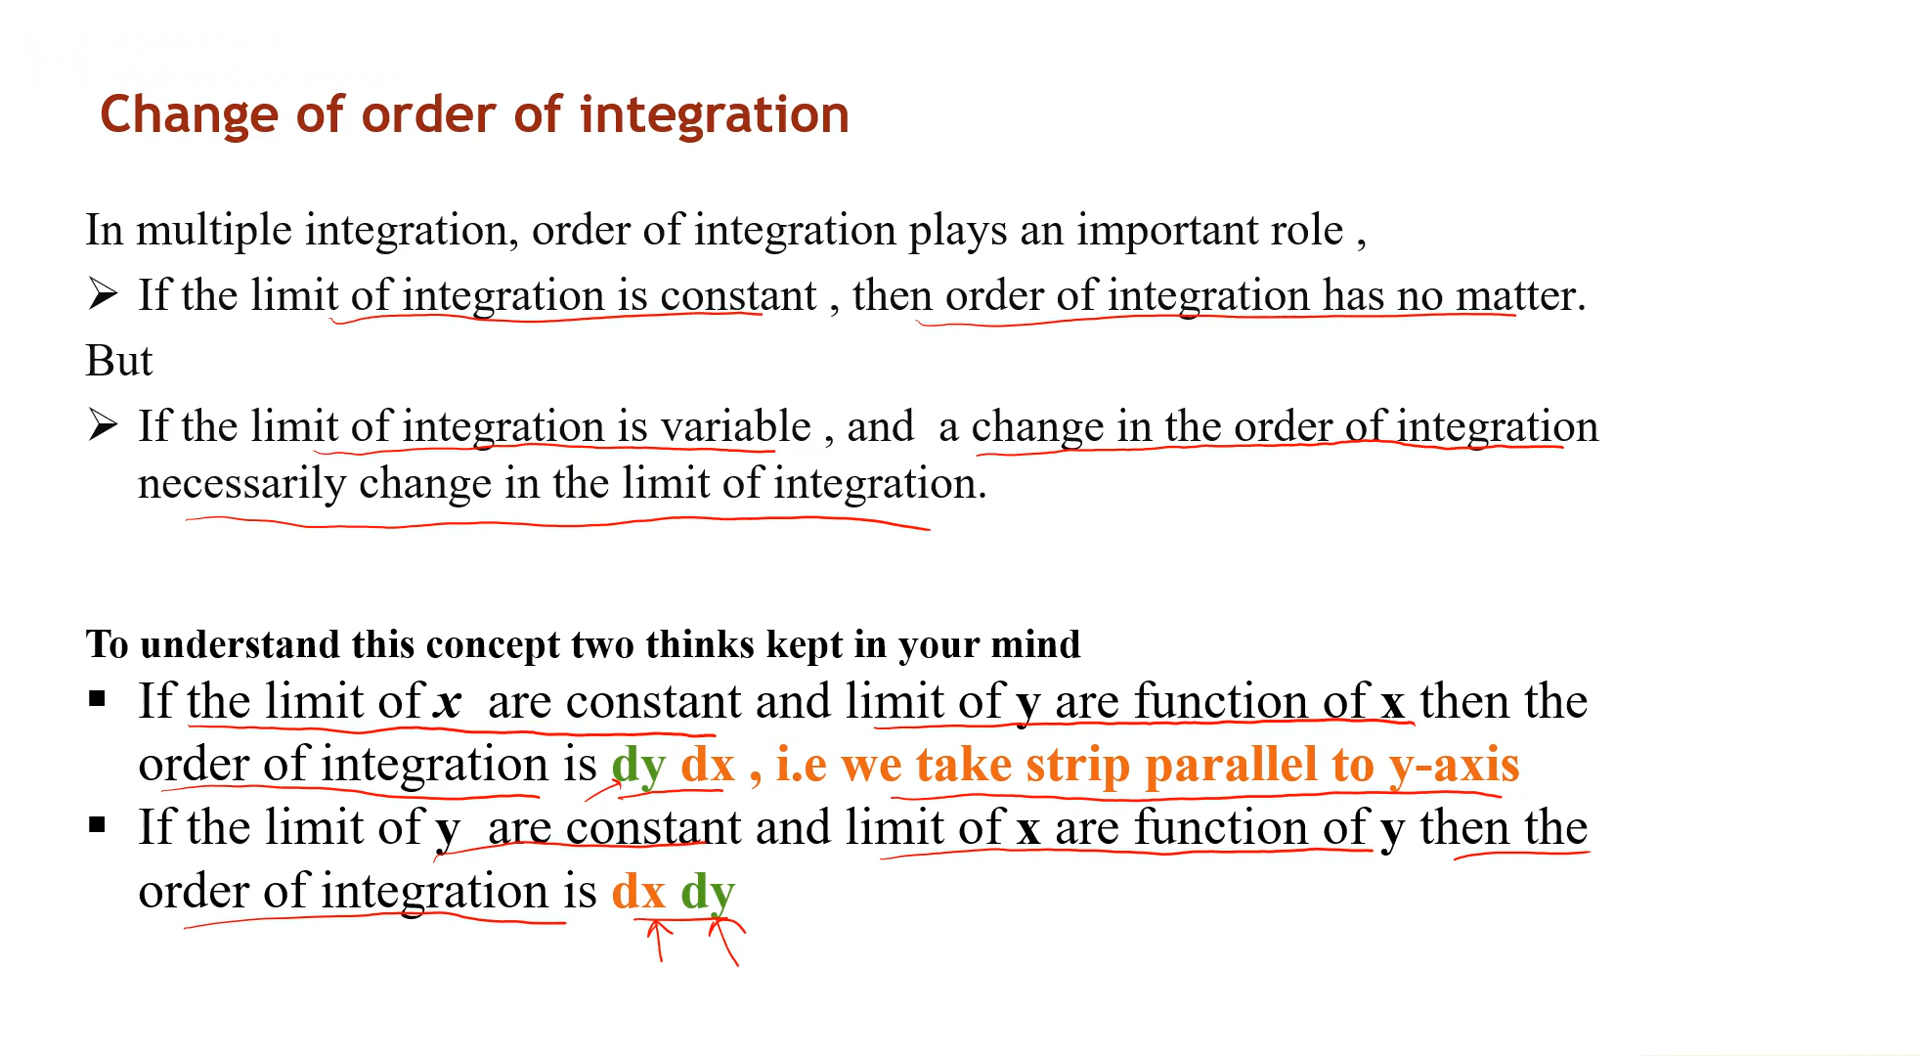 Change of order of integration
In multiple integration, order of integration plays an important role ,
➢ If the limit of integration is constant , then order of integration has no matter.
But
➢ If the limit of integration is variable , and a change in the order of integration
necessarily change in the limit of integration.
To understand this concept two thinks kept in your mind
▪ If the limit of x are constant and limit of y are function of x then the
order of integration is dy dx , i.e we take strip parallel to y-axis
▪ If the limit of y are constant and limit of x are function of y then the
order of integration is dx dy